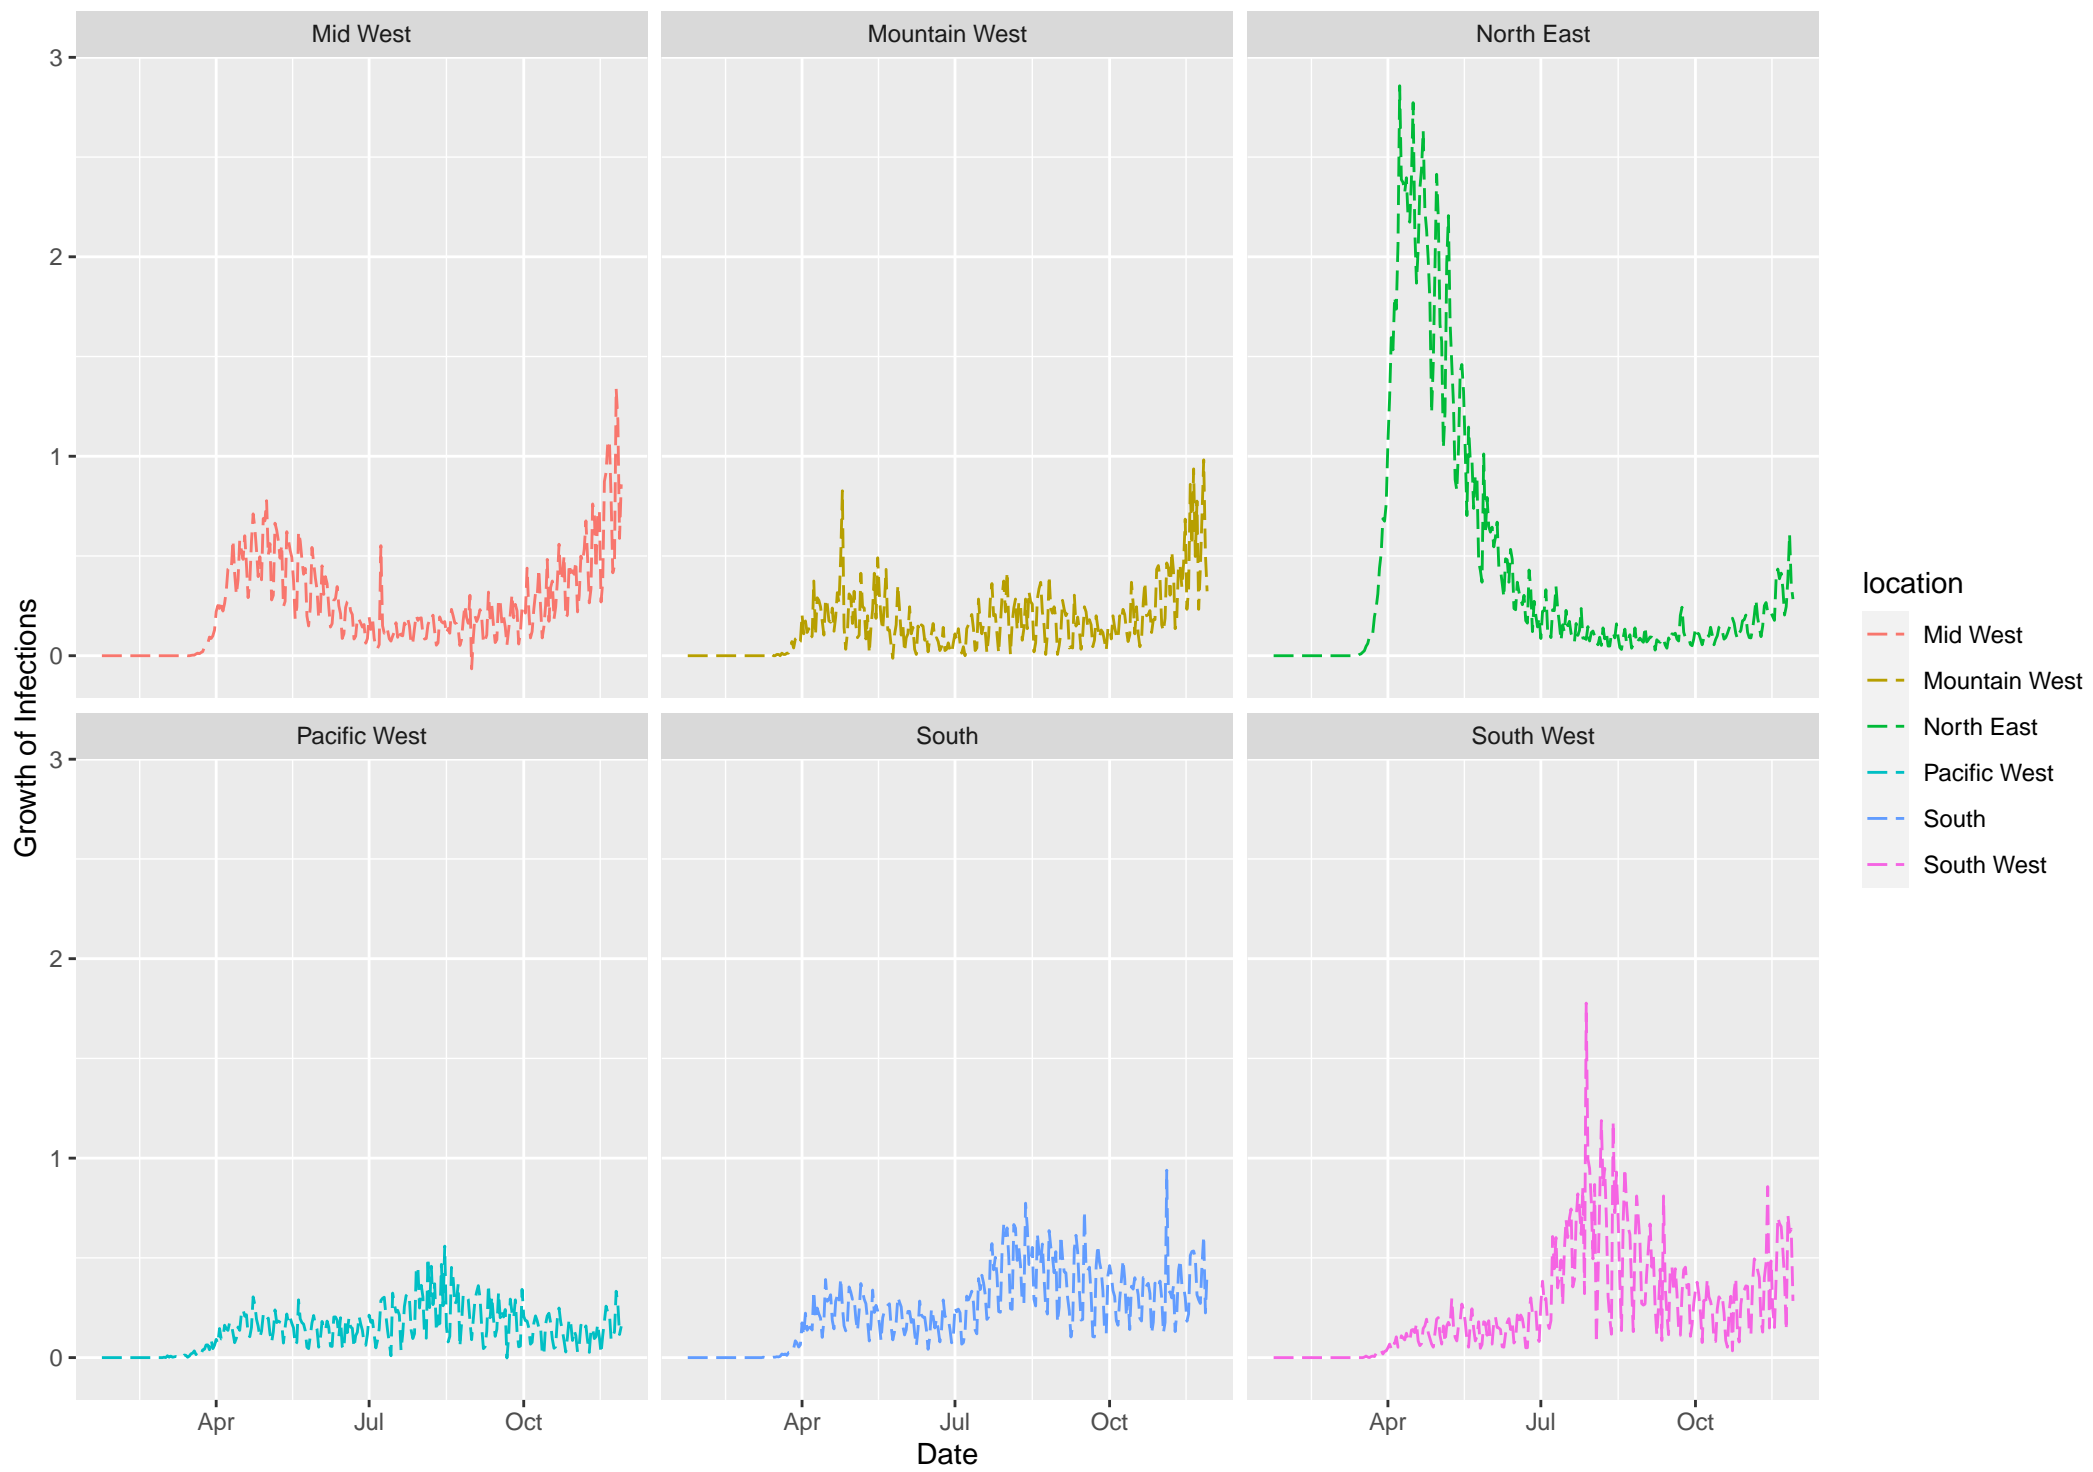 Mid West
Mountain West
North East
3
2
1
0
Growth of Infections
Pacific West
South
South West
3
2
1
0
Apr
Jul
Oct
Apr
Jul
Oct
Apr
Jul
Oct
Date
location
Mid West
Mountain West
North East
Pacific West
South
South West